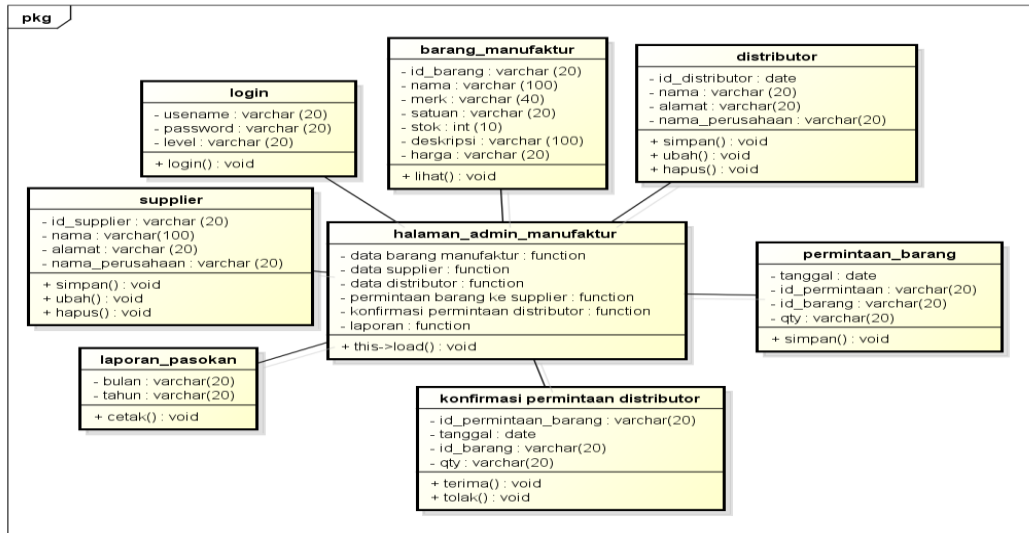 pkg
barang_manufaktur
- id_barang : varchar (20)
- nama : varchar (100)
- merk : varchar (40)
- satuan : varchar (20)
- stok : int (10)
- deskripsi : varchar (100)
- harga : varchar (20)
+ lihat() : void
distributor
- id_distributor : date
- nama : varchar (20)
- alamat : varchar(20)
- nama_perusahaan : varchar(20)
+ simpan() : void
+ ubah() : void
+ hapus() : void
login
- usename : varchar (20)
- password : varchar (20)
- level : varchar (20)
+ login() : void
supplier
- id_supplier : varchar (20)
- nama : varchar(100)
- alamat : varchar (20)
- nama_perusahaan : varchar (20)
+ simpan() : void
+ ubah() : void
+ hapus() : void
halaman_admin_manufaktur
- data barang manufaktur : function
- data supplier : function
- data distributor : function
- permintaan barang ke supplier : function
- konfirmasi permintaan distributor : function
- laporan : function
+ this->load() : void
permintaan_barang
- tanggal : date
- id_permintaan : varchar(20)
- id_barang : varchar(20)
- qty : varchar(20)
+ simpan() : void
laporan_pasokan
- bulan : varchar(20)
- tahun : varchar(20)
+ cetak() : void
konfirmasi permintaan distributor
- id_permintaan_barang : varchar(20)
- tanggal : date
- id_barang : varchar(20)
- qty : varchar(20)
+ terima() : void
+ tolak() : void